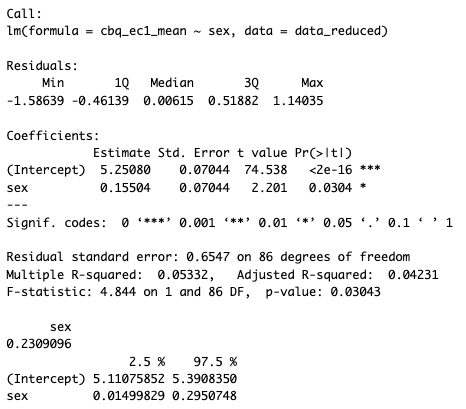 Call:
lm(formula = cbq_ec1_mean ~ sex, data = data_reduced)
Residuals:
Min 1Q Median 3Q Max
-1.58639 -0.46139 0.00615 0.51882 1.14035
Coefficients:
Estimate Std. Error t value Pr(>|t|)
(Intercept) 5.25080 0.07044 74.538 <2e-16 ***
sex 0.15504 0.07044 2.201 0.0304 *
---
Signif. codes: 0 ‘***’ 0.001 ‘**’ 0.01 ‘*’ 0.05 ‘.’ 0.1 ‘ ’ 1
Residual standard error: 0.6547 on 86 degrees of freedom
Multiple R-squared: 0.05332, Adjusted R-squared: 0.04231
F-statistic: 4.844 on 1 and 86 DF, p-value: 0.03043
sex
0.2309096
2.5 % 97.5 %
(Intercept) 5.11075852 5.3908350
sex 0.01499829 0.2950748